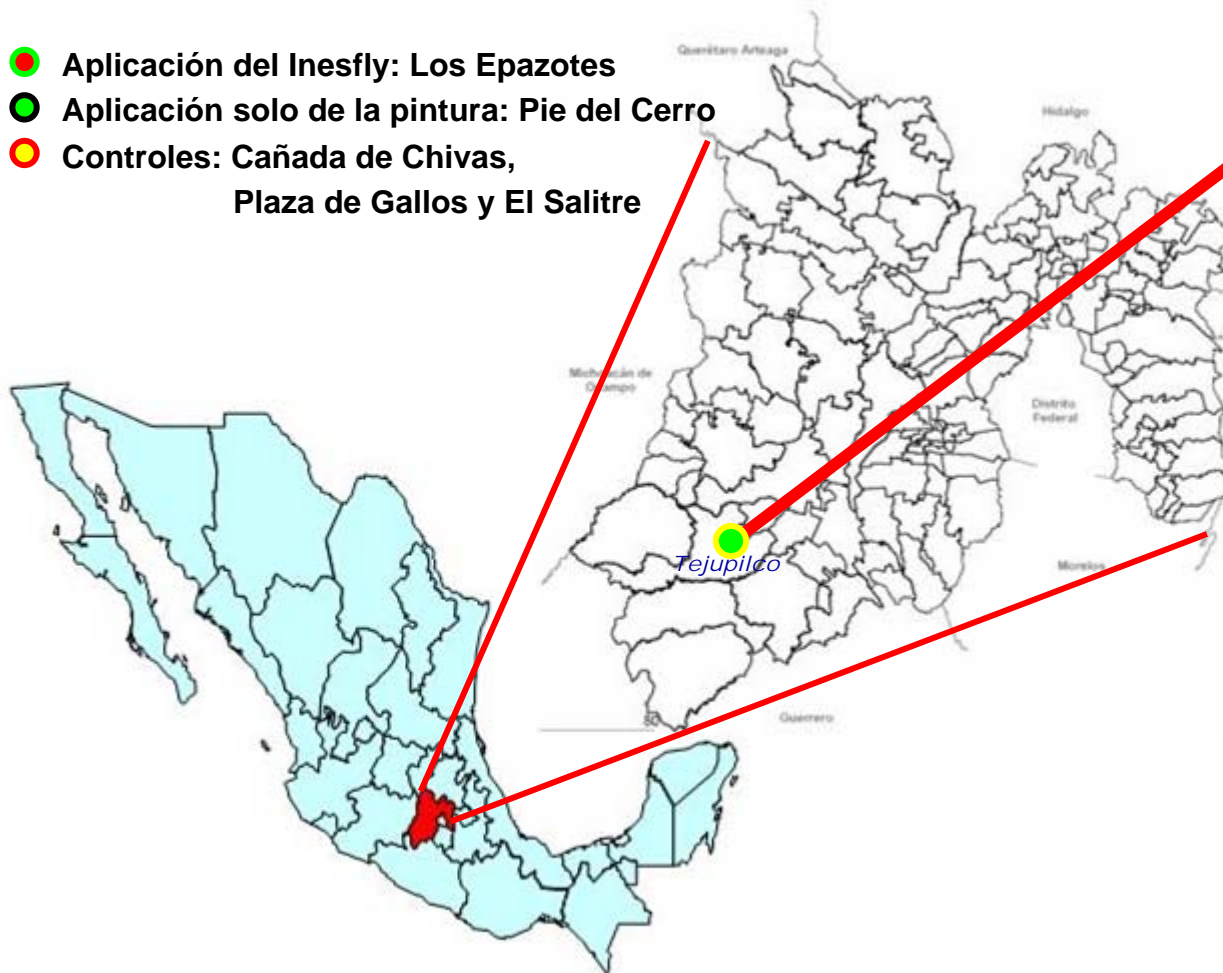 Aplicación del Inesfly: Los Epazotes
Aplicación solo de la pintura: Pie del Cerro
Controles: Cañada de Chivas,
Plaza de Gallos y El Salitre
Querétaro Arteaga
Hidalgo
Michoacán de
Ocampo
Distrito
Federal
Tejupilco
Morelos
Guerrero
80